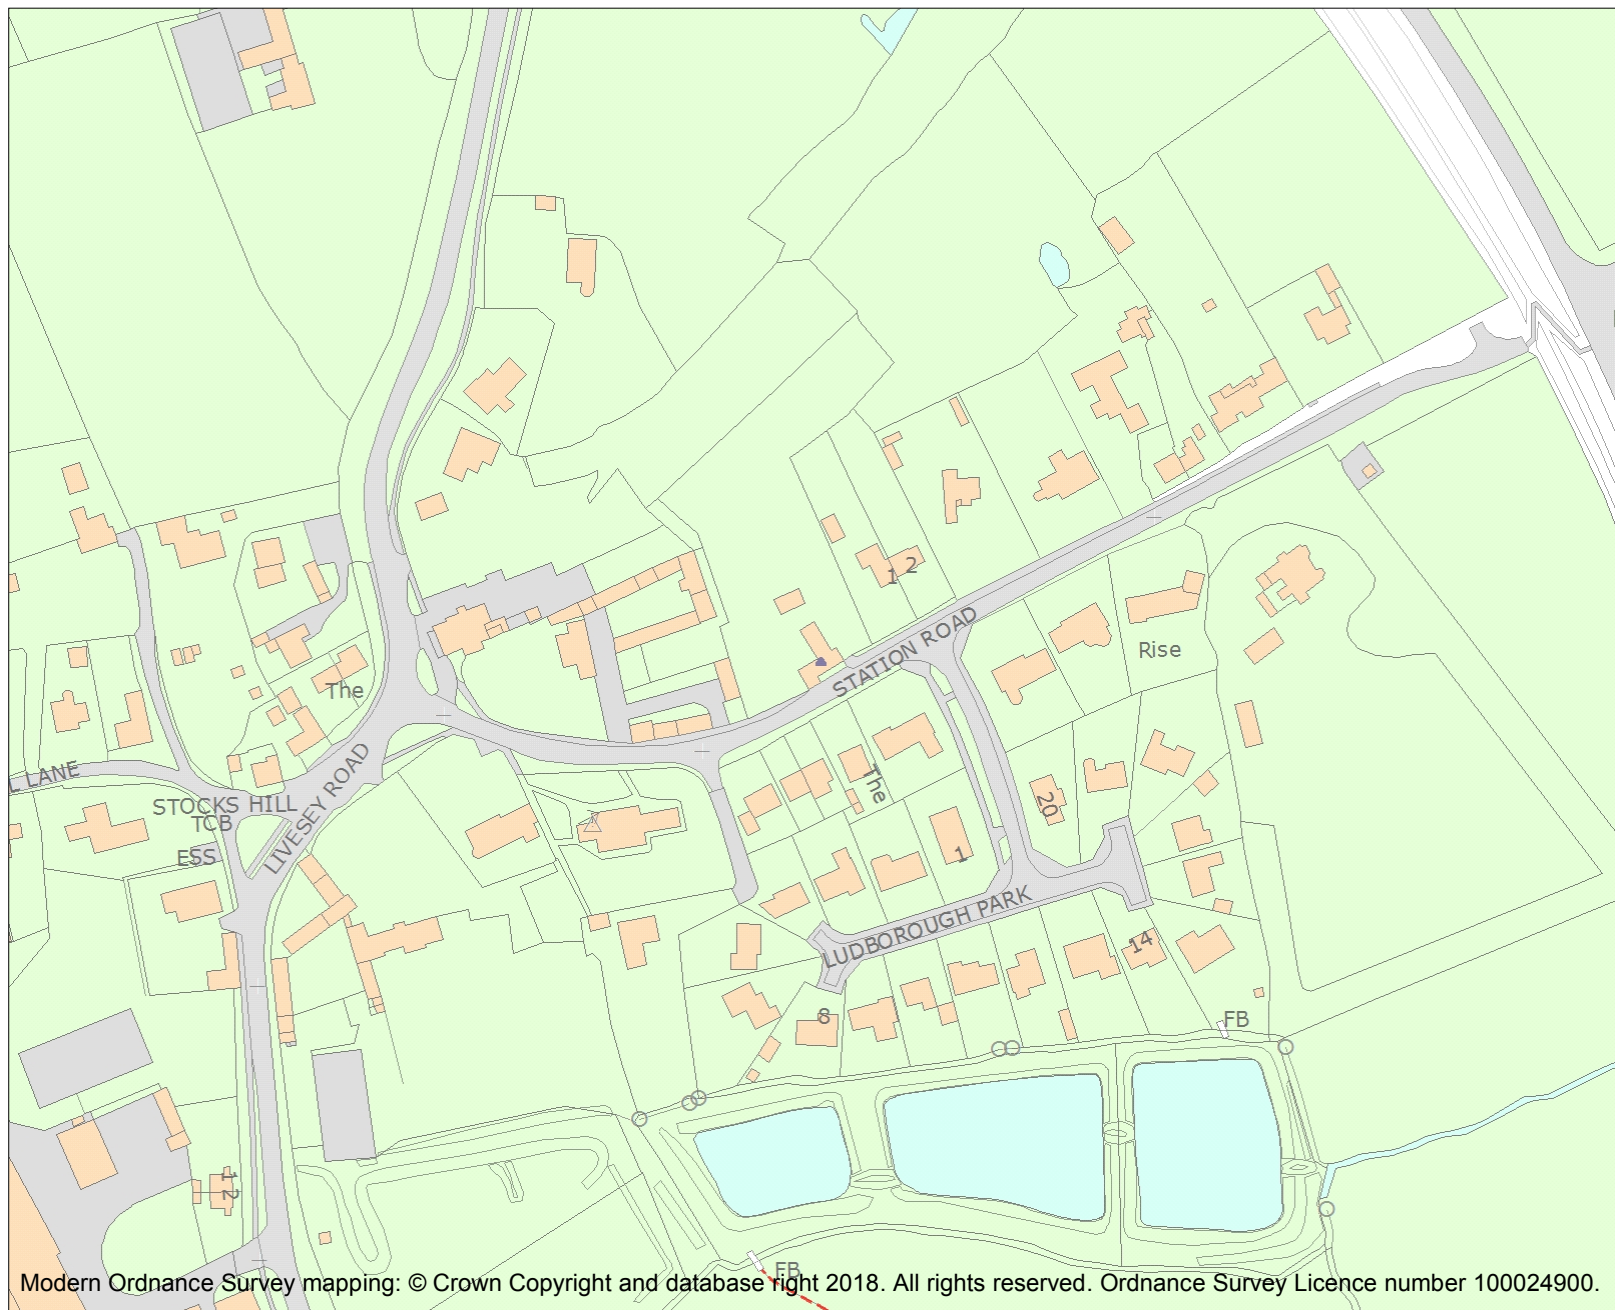 1 2
STATION ROAD
Rise
The
L LANE
STOCKS HILL
TCB
LIVESEY ROAD
ESS
The
20
1
LUDBOROUGH PARK
14
8
FB
1 2
FB
Modern Ordnance Survey mapping: © Crown Copyright and database right 2018. All rights reserved. Ordnance Survey Licence number 100024900.